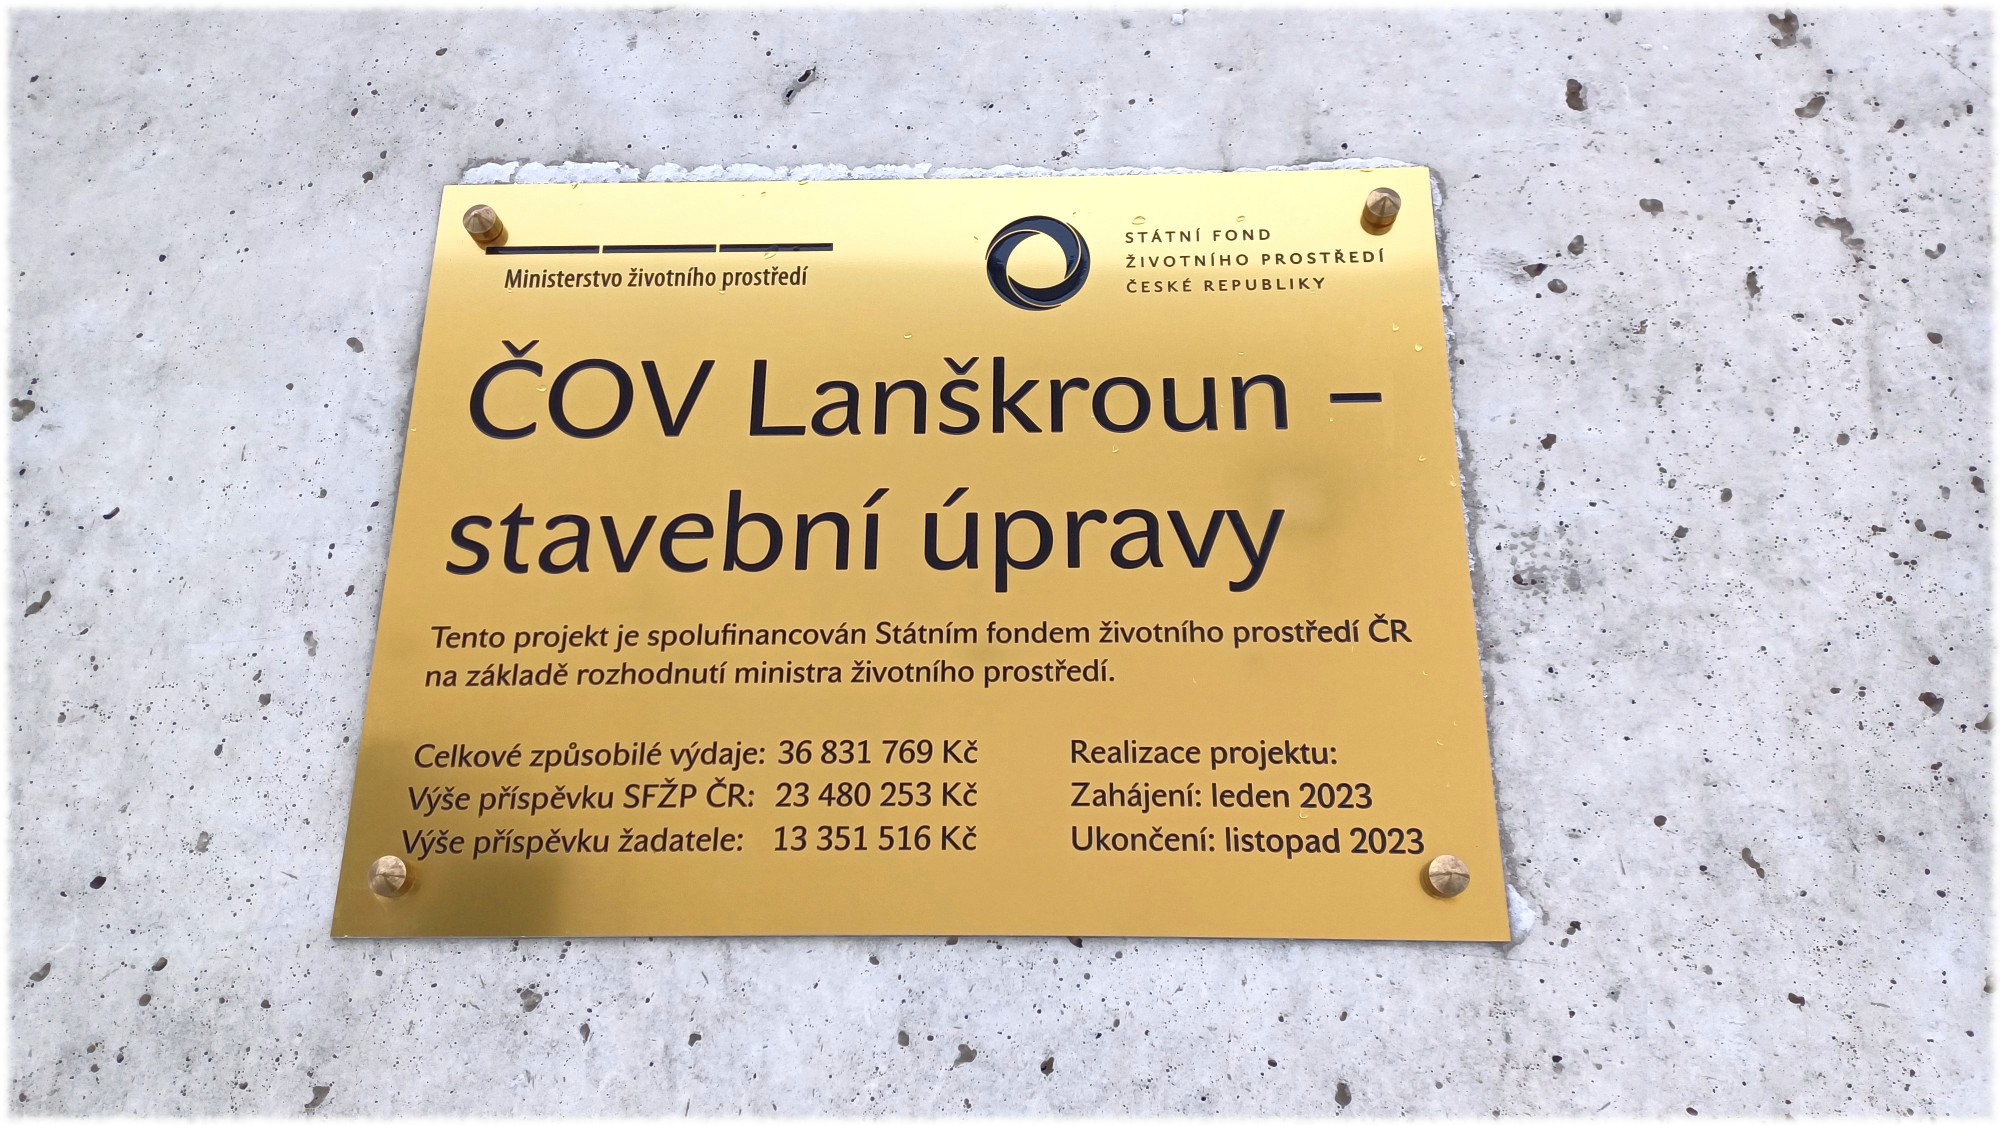 Ministerstvo životního prostředí
STÁTNÍ FOND
ŽIVOTNÍHO PROSTŘEDÍ
ČESKÉ REPUBLIKY
ČOV Lanškroun –
stavební úpravy
Tento projekt je spolufinancován Státním fondem životního prostředí ČR
na základě rozhodnutí ministra životního prostředí.
Celkové způsobilé výdaje: 36 831 769 Kč
Výše příspěvku SFŽP ČR: 23 480 253 Kč
Výše příspěvku žadatele: 13 351 516 Kč
Realizace projektu:
Zahájení: leden 2023
Ukončení: listopad 2023